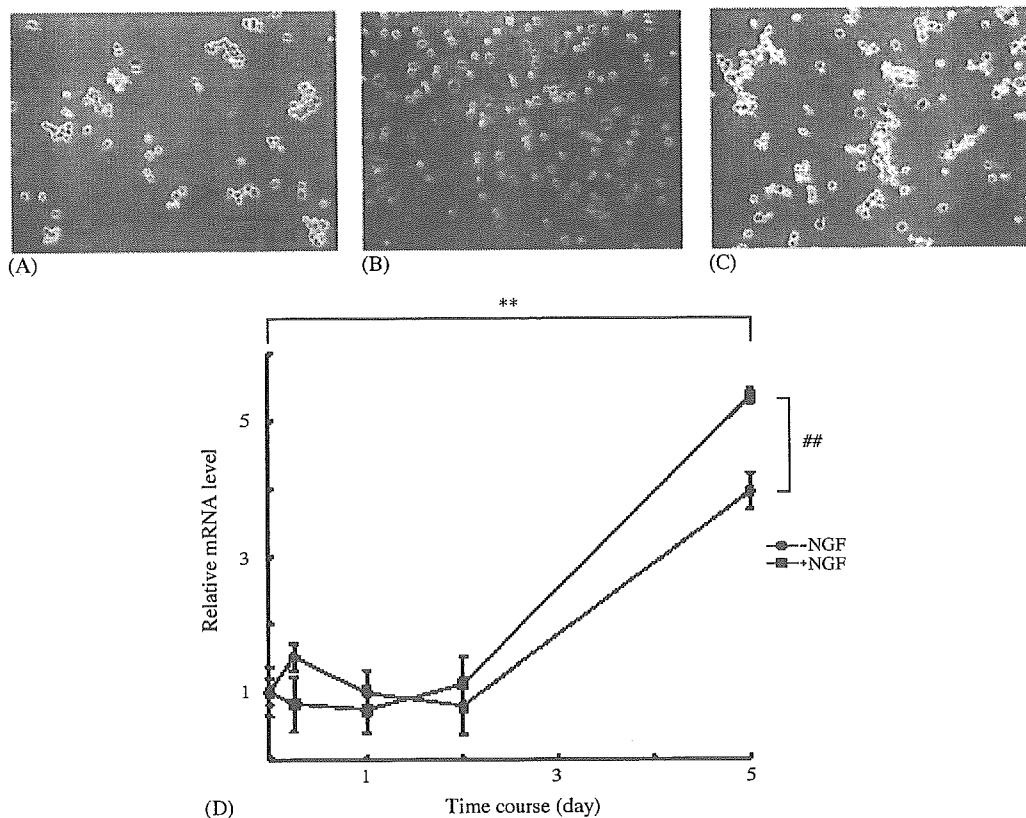 (A)
(B)
(C)
**
5
##
Relative mRNA level
3
-NGF
+NGF
1
1
3
5
(D)
Time course (day)